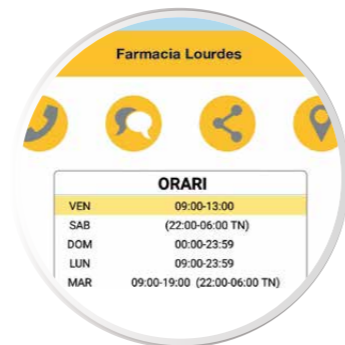 Farmacia Lourdes
ORARI
VEN 09:00-13:00
SAB (22:00-06:00 TN)
DOM 00:00-23:59
LUN 09:00-23:59
MAR 09:00-19:00 (22:00-06:00 TN)